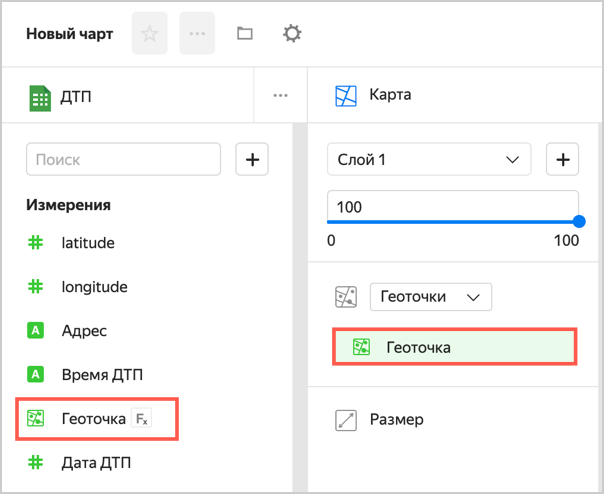 Новый чарт
ДТП
Поиск
Измерения
latitude
longitude
A Адрес
A Время ДТП
Геоточка Fx
Дата ДТП
Карта
Слой 1
100
0 100
Геоточки
Геоточка
Размер